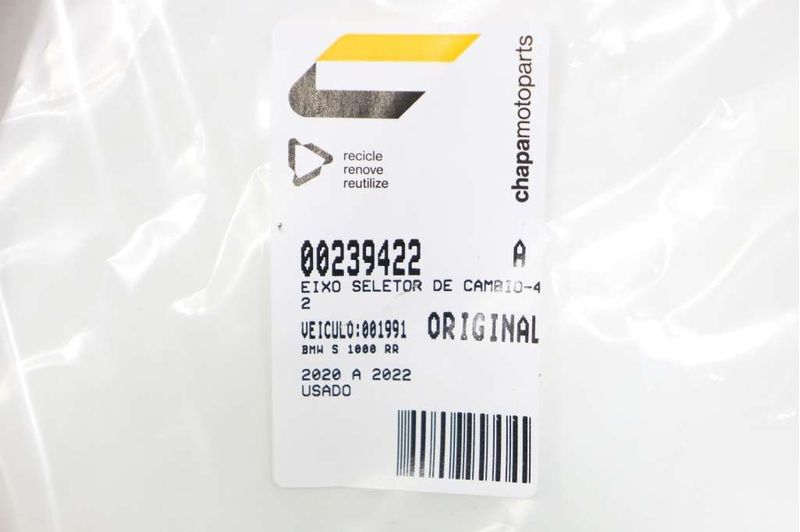 chapamotoparts
recicle
renove
reutilize
00239422 A
EIXO SELETOR DE CAMBIO-4
2
VEICULO:001991 ORIGINAL
BMW S 1000 RR
2020 A 2022
USADO